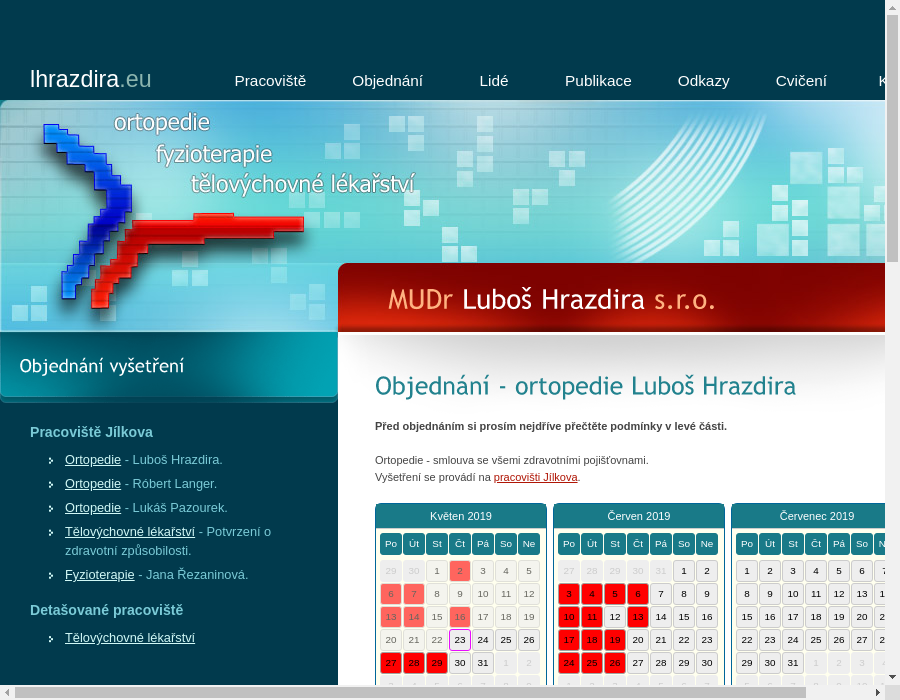 lhrazdira.eu
Pracoviště Objednání Lidé Publikace Odkazy Cvičení K
ortopedie
fyzioterapie
tělovýchovné lékařství
MUDr Luboš Hrazdira s.r.o.
Objednání vyšetření
Pracoviště Jílkova
Ortopedie - Luboš Hrazdira.
Ortopedie - Róbert Langer.
Ortopedie - Lukáš Pazourek.
Tělovýchovné lékařství - Potvrzení o
zdravotní způsobilosti.
Fyzioterapie - Jana Řezaninová.
Detašované pracoviště
Tělovýchovné lékařství
Objednání - ortopedie Luboš Hrazdira
Před objednáním si prosím nejdříve přečtěte podmínky v levé části.
Ortopedie - smlouva se všemi zdravotními pojišťovnami.
Vyšetření se provádí na pracovišti Jílkova.
Květen 2019
Po Út St Čt Pá So Ne
29 30 1 2 3 4 5
6 7 8 9 10 11 12
13 14 15 16 17 18 19
20 21 22 23 24 25 26
27 28 29 30 31 1 2
Červen 2019
Po Út St Čt Pá So Ne
27 28 29 30 31 1 2
3 4 5 6 7 8 9
10 11 12 13 14 15 16
17 18 19 20 21 22 23
24 25 26 27 28 29 30
Červenec 2019
Po Út St Čt Pá So
1 2 3 4 5 6 7
8 9 10 11 12 13
15 16 17 18 19 20
22 23 24 25 26 27
29 30 31 1 2 3